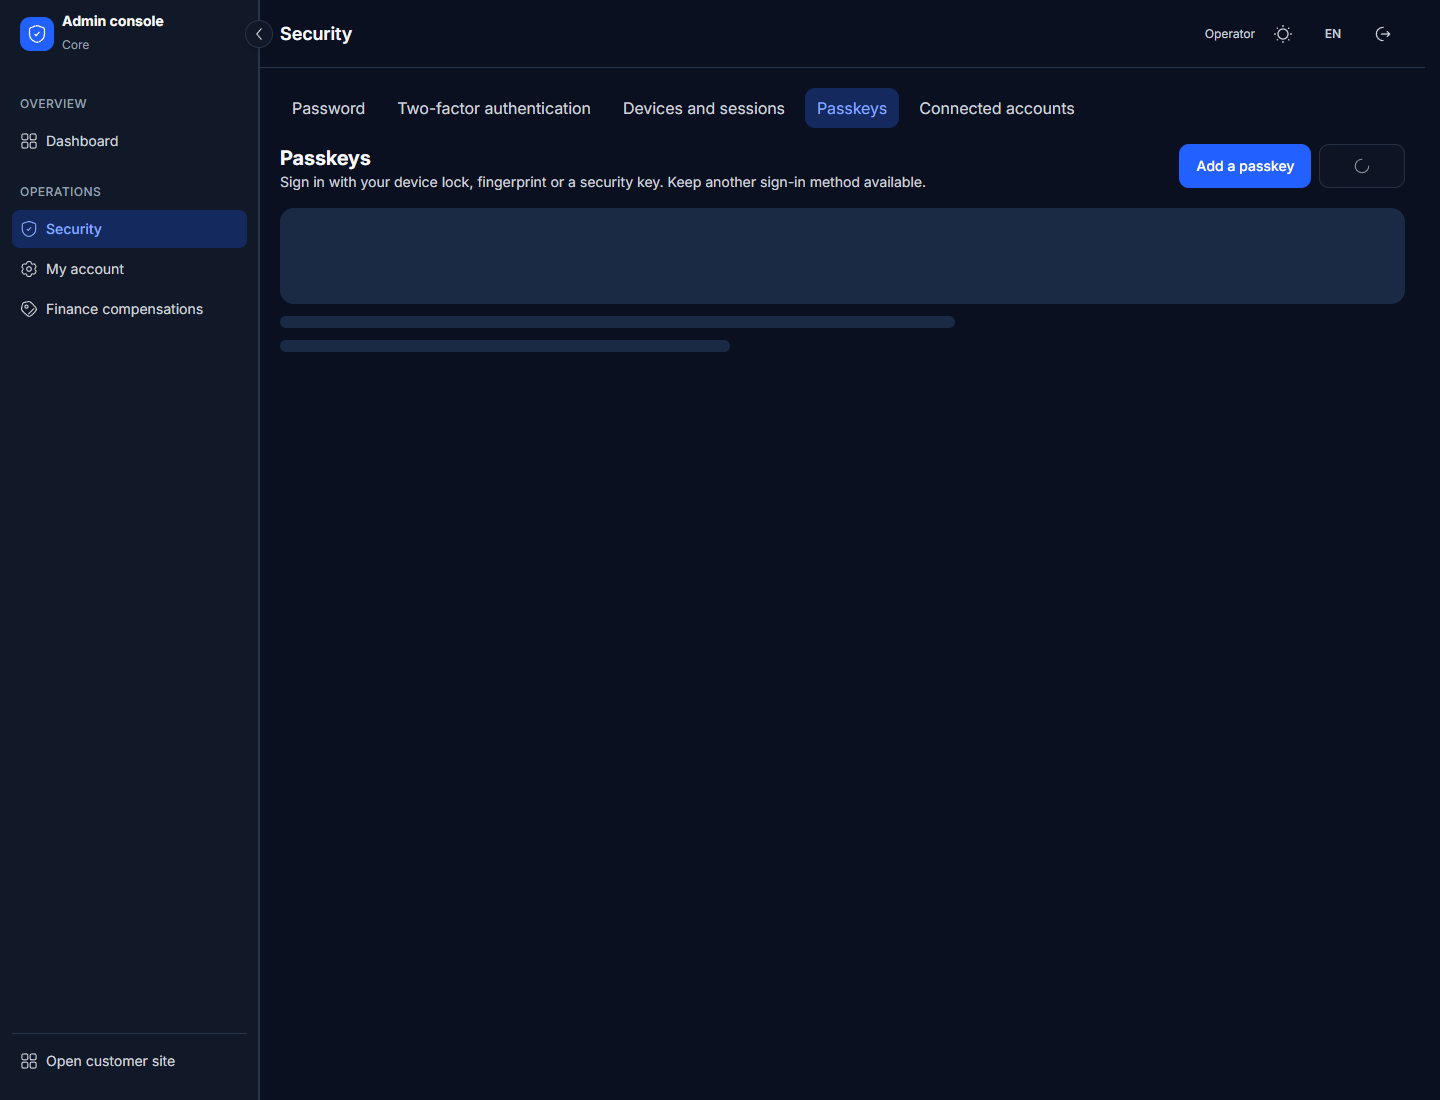 Admin console
Core
Security
Operator
EN
OVERVIEW
Dashboard
OPERATIONS
Security
My account
Finance compensations
Open customer site
Password
Two-factor authentication
Devices and sessions
Passkeys
Connected accounts
Passkeys
Sign in with your device lock, fingerprint or a security key. Keep another sign-in method available.
Add a passkey